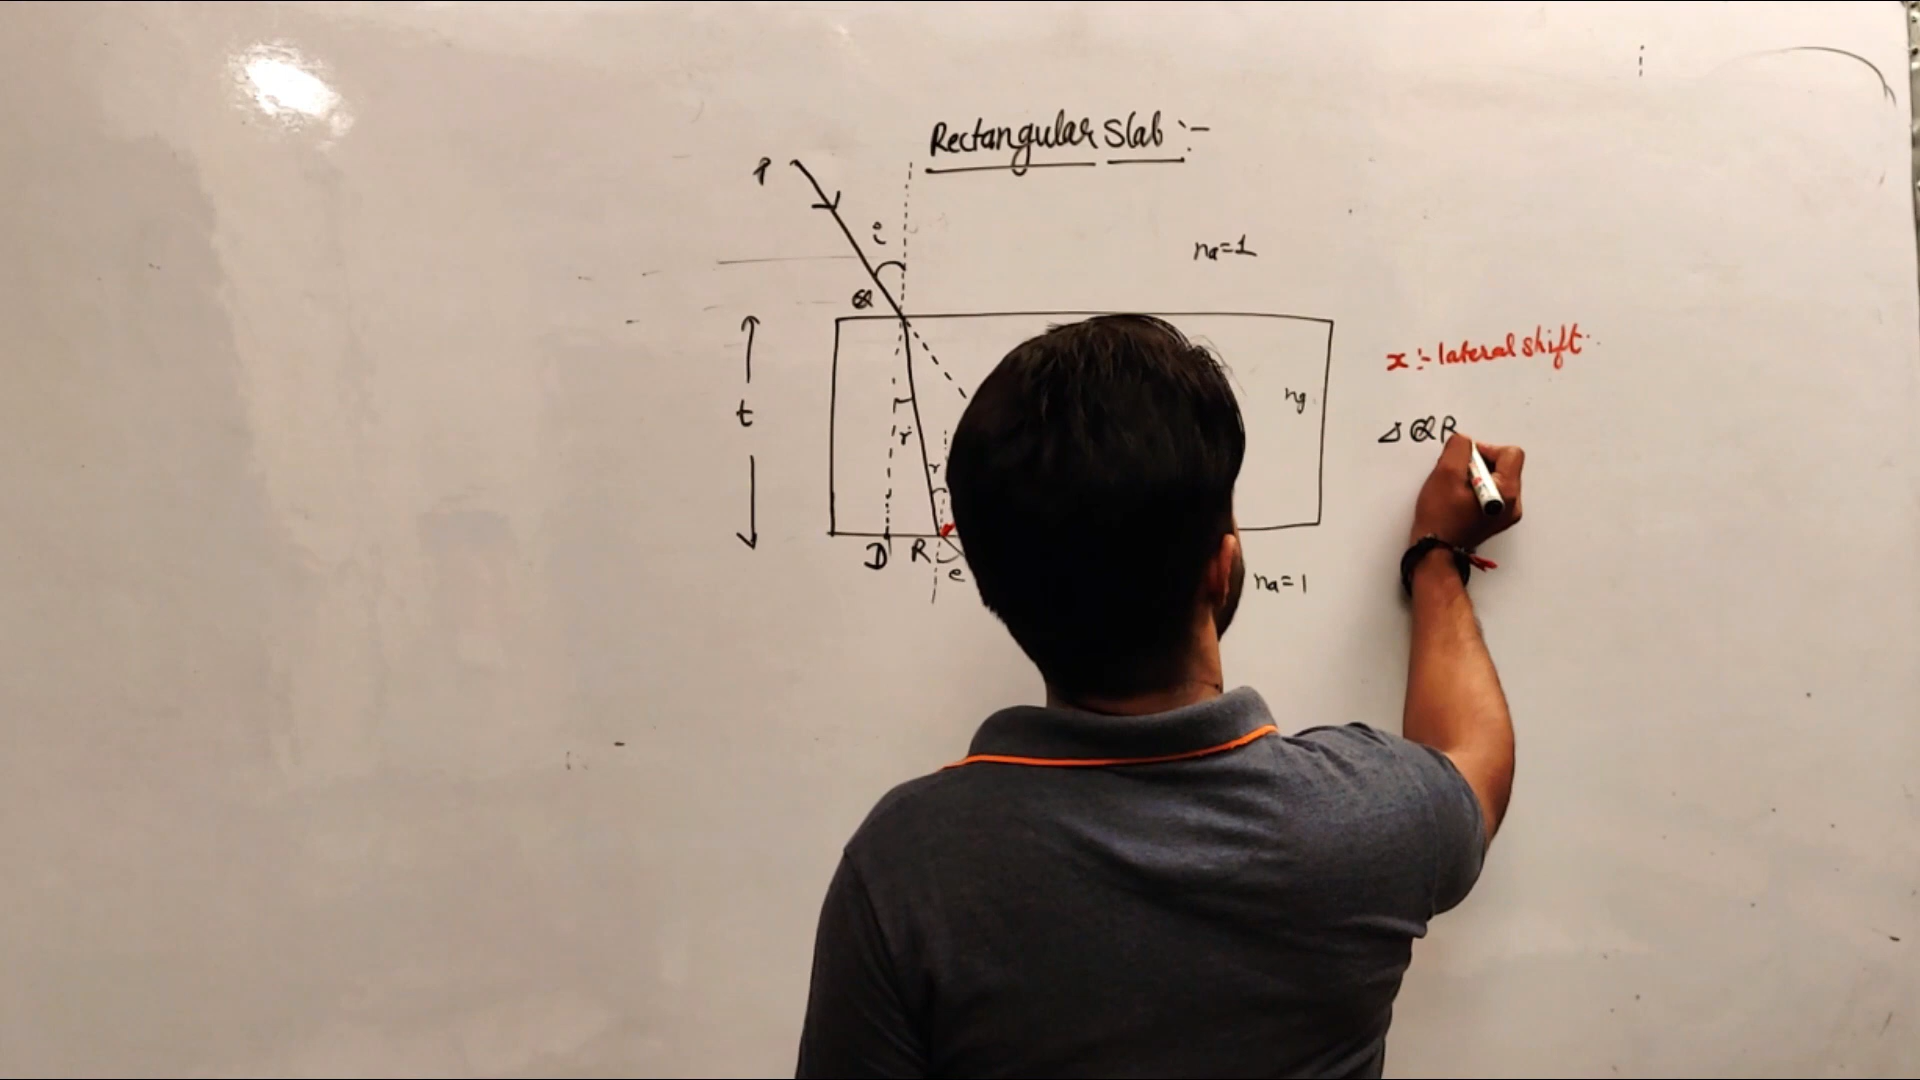 Rectangular Slab :-
P
i
na=1
Q
x :- lateral shift.
t
ng
r
△QR
r
D R
e
na=1